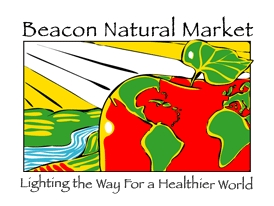 Beacon Natural Market
Lighting the Way For a Healthier World